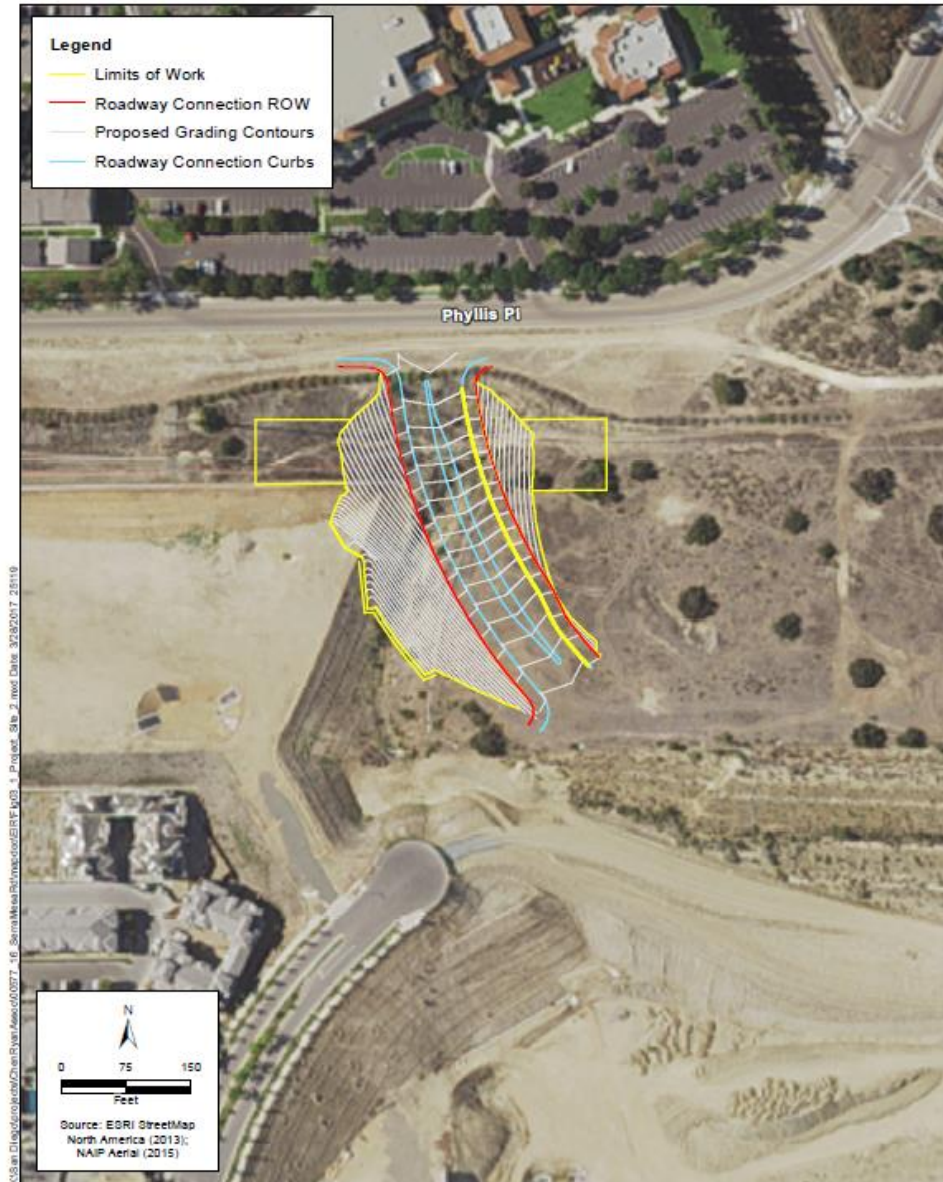 Legend
Limits of Work
Roadway Connection ROW
Proposed Grading Contours
Roadway Connection Curbs
Phyllis Pl
N
0 75 150
Feet
Source: ESRI StreetMap
North America (2013);
NAIP Aerial (2015)